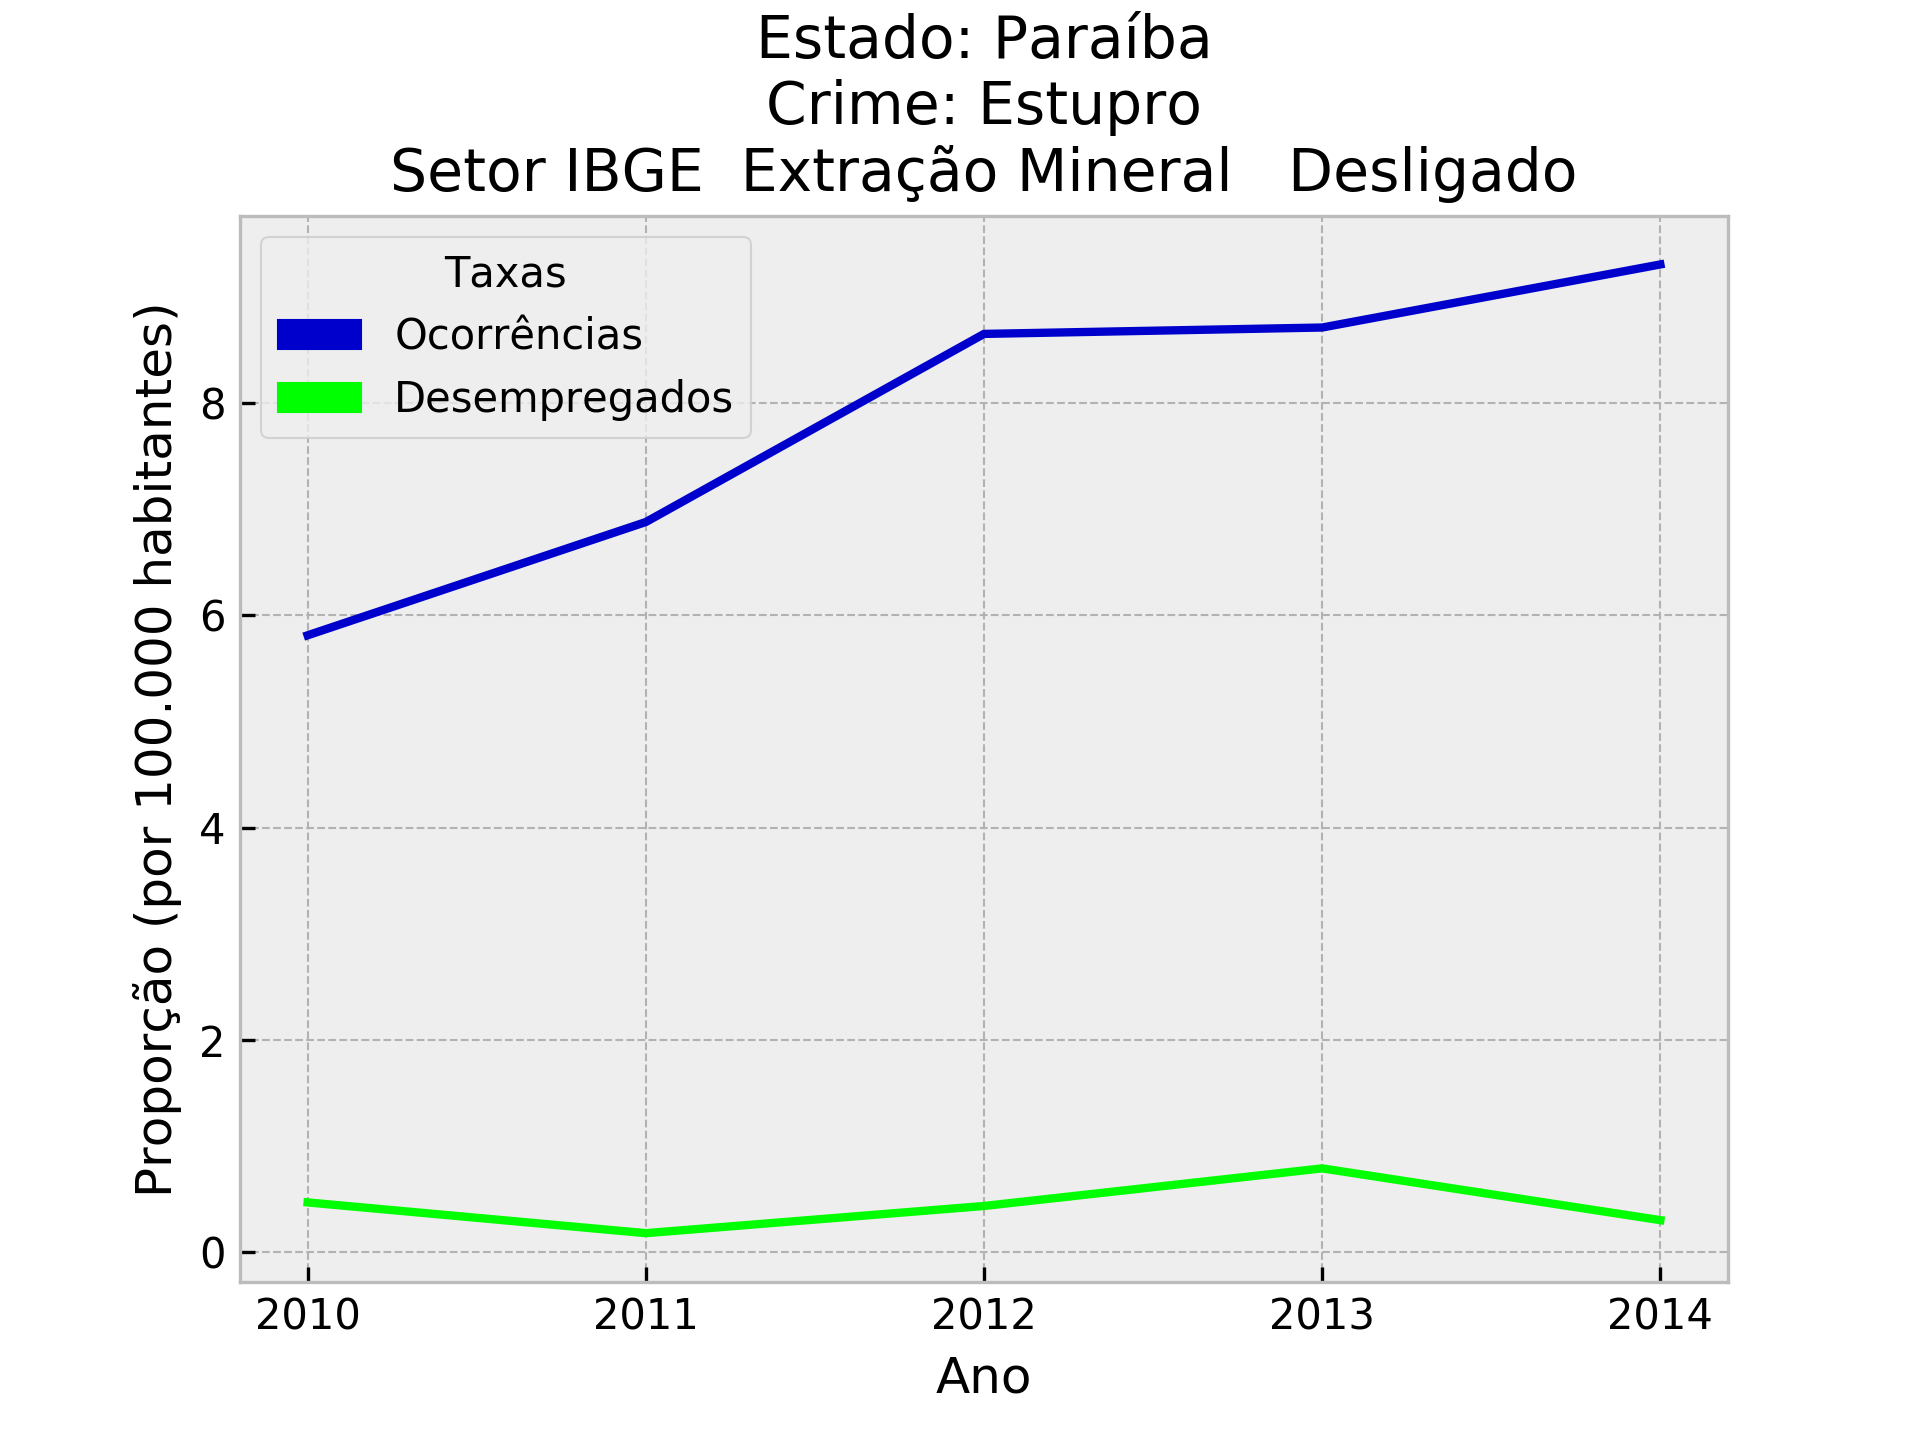 Estado: Paraíba
Crime: Estupro
Setor IBGE  Extração Mineral   Desligado
Taxas
Ocorrências
Desempregados
Proporção (por 100.000 habitantes)
8
6
4
2
0
2010 2011 2012 2013 2014
Ano